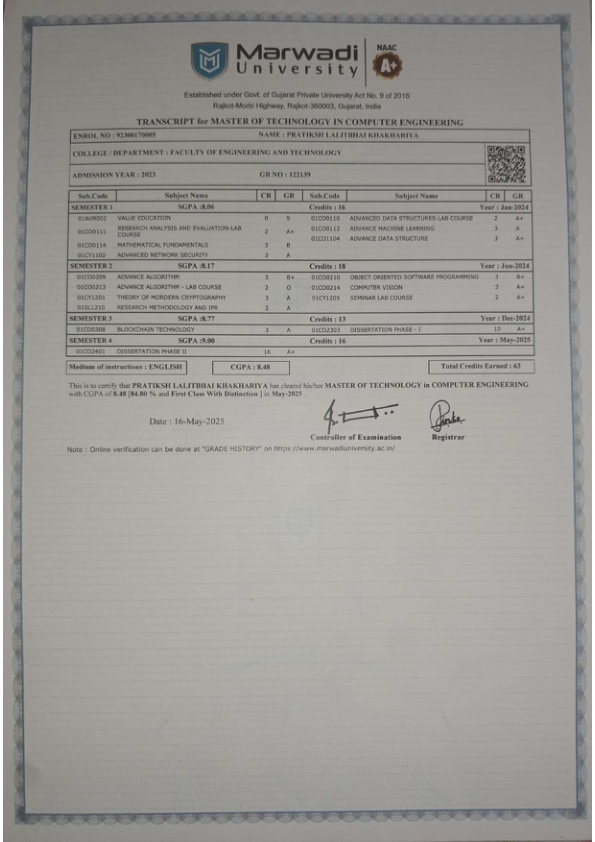 Marwadi
University
NAAC
A+
Established under Govt. of Gujarat Private University Act No. 9 of 2016
Rajkot-Morbi Highway, Rajkot-360003, Gujarat, India
TRANSCRIPT for MASTER OF TECHNOLOGY IN COMPUTER ENGINEERING
ENROL NO : 92300170005 NAME : PRATIKSH LALITBHAI KHAKHARIYA
COLLEGE / DEPARTMENT : FACULTY OF ENGINEERING AND TECHNOLOGY
ADMISSION YEAR : 2023 GR NO : 122139
Sub.Code Subject Name CR GR Sub.Code Subject Name CR GR
SEMESTER 1 SGPA :8.06 Credits : 16 Year : Jan-2024
01AU9002 VALUE EDUCATION 0 S 01CO0110 ADVANCED DATA STRUCTURES-LAB COURSE 2 A+
01CO0111 RESEARCH ANALYSIS AND EVALUATION-LAB COURSE 2 A+ 01CO0112 ADVANCE MACHINE LEARNING 3 A
01CO0114 MATHEMATICAL FUNDAMENTALS 3 B 01CO1104 ADVANCE DATA STRUCTURE 3 A+
01CY1102 ADVANCED NETWORK SECURITY 3 A
SEMESTER 2 SGPA :8.17 Credits : 18 Year : Jun-2024
01CO0209 ADVANCE ALGORITHM 3 B+ 01CO0210 OBJECT ORIENTED SOFTWARE PROGRAMMING 3 B+
01CO0213 ADVANCE ALGORITHM - LAB COURSE 2 O 01CO0214 COMPUTER VISION 3 A+
01CY1201 THEORY OF MORDERN CRYPTOGRAPHY 3 A 01CY1205 SEMINAR LAB COURSE 2 A+
01SL1210 RESEARCH METHODOLOGY AND IPR 2 A
SEMESTER 3 SGPA :8.77 Credits : 13 Year : Dec-2024
01CO0306 BLOCKCHAIN TECHNOLOGY 3 A 01CO2303 DISSERTATION PHASE - I 10 A+
SEMESTER 4 SGPA :9.00 Credits : 16 Year : May-2025
01CO2401 DISSERTATION PHASE II 16 A+
Medium of instructions : ENGLISH CGPA : 8.48 Total Credits Earned : 63
This is to certify that PRATIKSH LALITBHAI KHAKHARIYA has cleared his/her MASTER OF TECHNOLOGY in COMPUTER ENGINEERING
with CGPA of 8.48 [84.80 % and First Class With Distinction ] in May-2025 .
Date : 16-May-2025
Controller of Examination Registrar
Note : Online verification can be done at "GRADE HISTORY" on https://www.marwadiuniversity.ac.in/